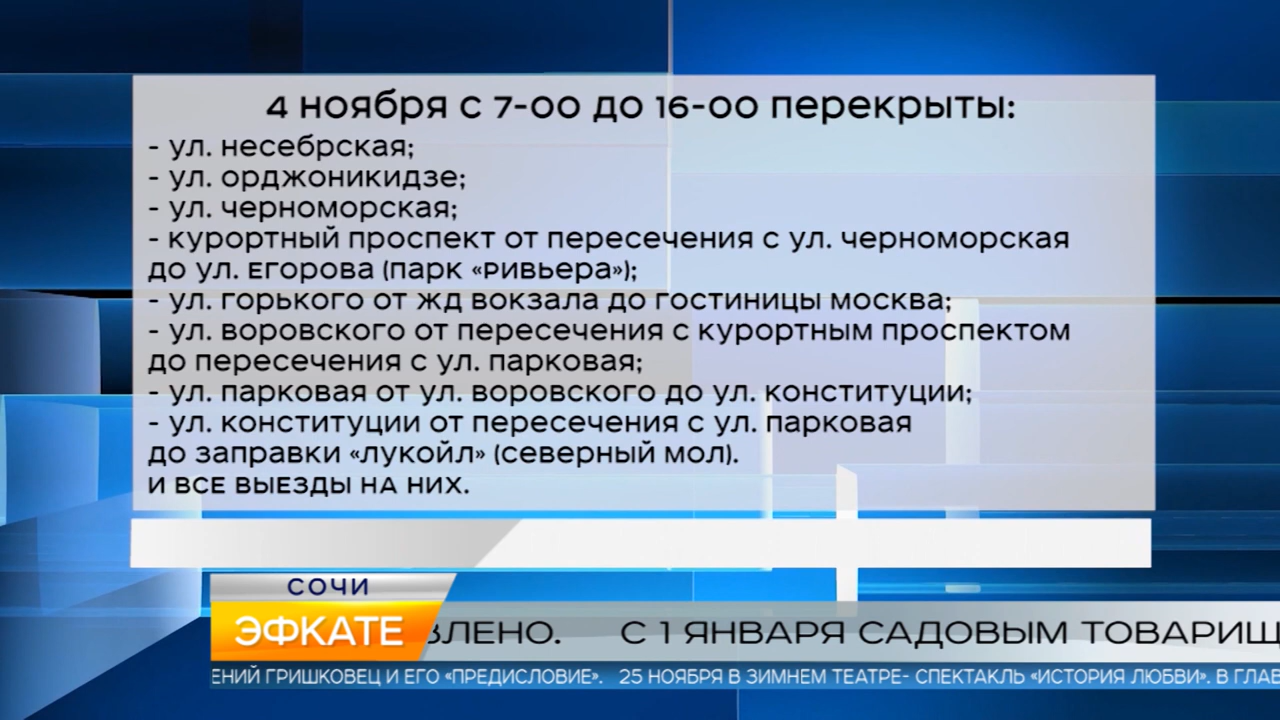 4 ноября с 7-00 до 16-00 перекрыты:
- ул. несебрская;
- ул. орджоникидзе;
- ул. черноморская;
- курортный проспект от пересечения с ул. черноморская
до ул. ЕГОРОВА (парк «РИВЬЕРА»);
- ул. горького от жд вокзала до гостиницы москва;
- ул. воровского от пересечения с курортным проспектом
до пересечения с ул. парковая;
- ул. парковая от ул. воровского до ул. конституции;
- ул. конституции от пересечения с ул. парковая
до заправки «лукойл» (северный мол).
И ВСЕ ВЫЕЗДЫ НА НИХ.
СОЧИ
ЭФКАТЕ ВЛЕНО. С 1 ЯНВАРЯ САДОВЫМ ТОВАРИЩ
ЕНИЙ ГРИШКОВЕЦ И ЕГО «ПРЕДИСЛОВИЕ». 25 НОЯБРЯ В ЗИМНЕМ ТЕАТРЕ- СПЕКТАКЛЬ «ИСТОРИЯ ЛЮБВИ». В ГЛАВ